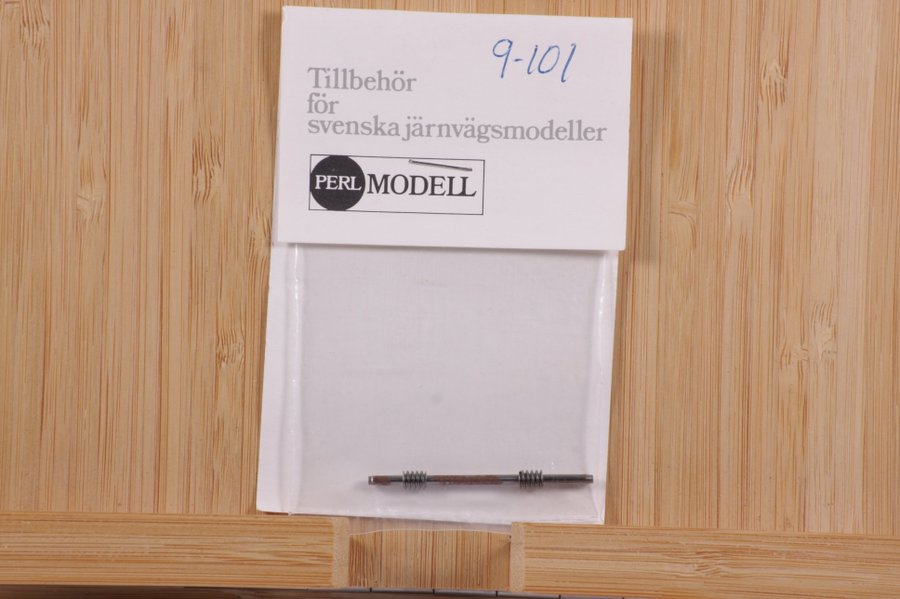 9-101
Tillbehör
för
svenska järnvägsmodeller
PERL MODELL